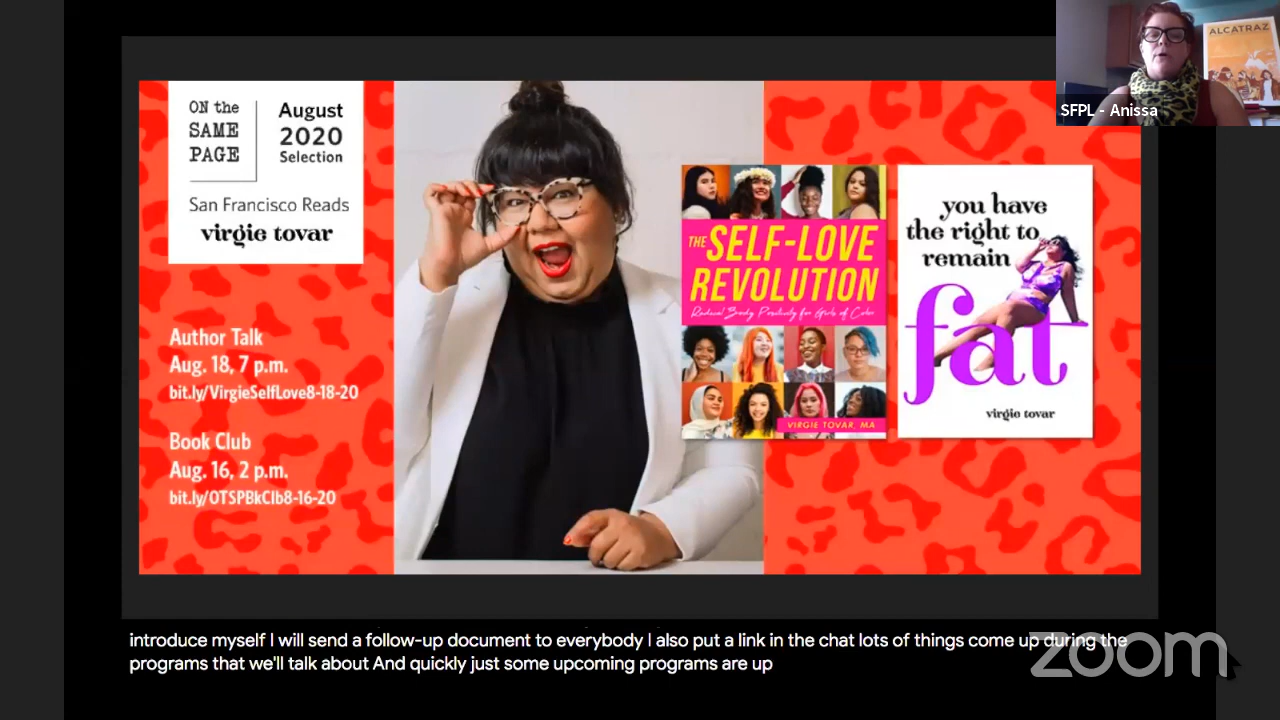 ON the
SAME
PAGE
August
2020
Selection
San Francisco Reads
virgie tovar
Author Talk
Aug. 18, 7 p.m.
bit.ly/VirgieSelfLove8-18-20
Book Club
Aug. 16, 2 p.m.
bit.ly/OTSPBkClb8-16-20
THE SELF-LOVE
REVOLUTION
Radical Body Positivity for Girls of Color
VIRGIE TOVAR, MA
you have
the right to
remain
fat
virgie tovar
ALCATRAZ
SFPL - Anissa
introduce myself I will send a follow-up document to everybody I also put a link in the chat lots of things come up during the
programs that we'll talk about And quickly just some upcoming programs are up
zoom